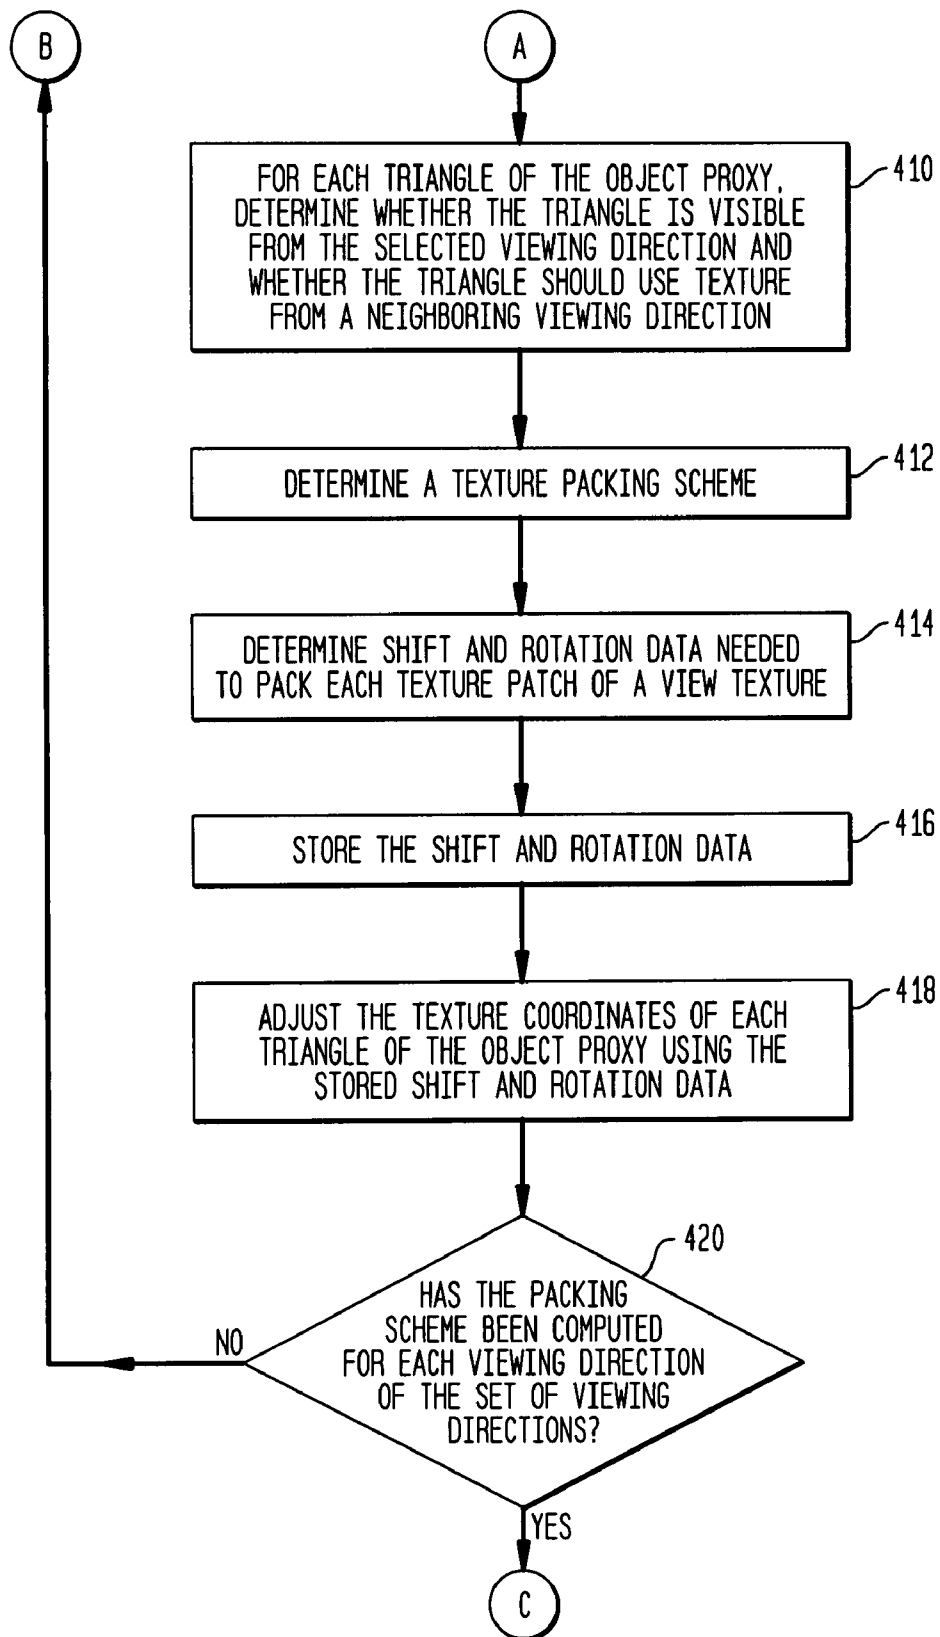 B
A
FOR EACH TRIANGLE OF THE OBJECT PROXY,
DETERMINE WHETHER THE TRIANGLE IS VISIBLE
FROM THE SELECTED VIEWING DIRECTION AND
WHETHER THE TRIANGLE SHOULD USE TEXTURE
FROM A NEIGHBORING VIEWING DIRECTION
410
DETERMINE A TEXTURE PACKING SCHEME
412
DETERMINE SHIFT AND ROTATION DATA NEEDED
TO PACK EACH TEXTURE PATCH OF A VIEW TEXTURE
414
STORE THE SHIFT AND ROTATION DATA
416
ADJUST THE TEXTURE COORDINATES OF EACH
TRIANGLE OF THE OBJECT PROXY USING THE
STORED SHIFT AND ROTATION DATA
418
420
HAS THE PACKING
SCHEME BEEN COMPUTED
FOR EACH VIEWING DIRECTION
OF THE SET OF VIEWING
DIRECTIONS?
NO
YES
C